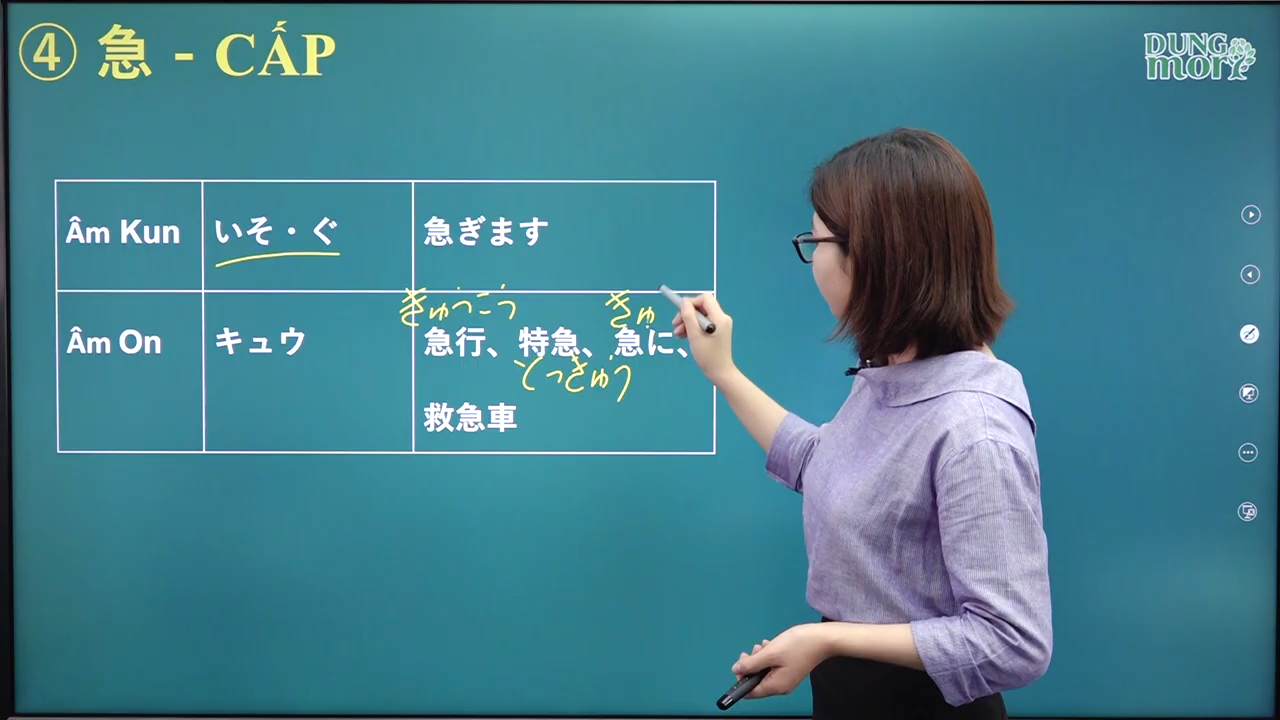 ④ 急 - CẤP
DUNG
mori
Âm Kun いそ・ぐ 急ぎます
きゅうこう きゅ
Âm On キュウ 急行、特急、急に、
とっきゅう
救急車